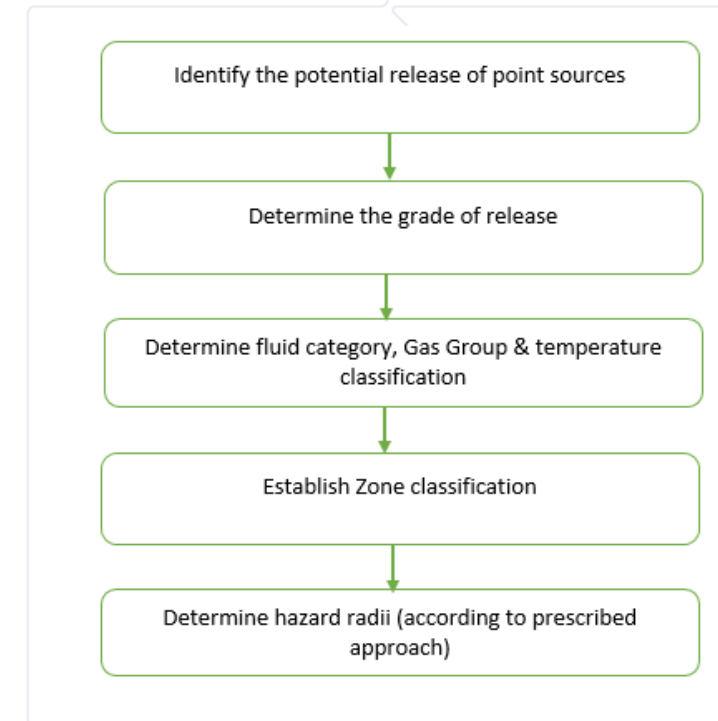 Identify the potential release of point sources
Determine the grade of release
Determine fluid category, Gas Group & temperature
classification
Establish Zone classification
Determine hazard radii (according to prescribed
approach)